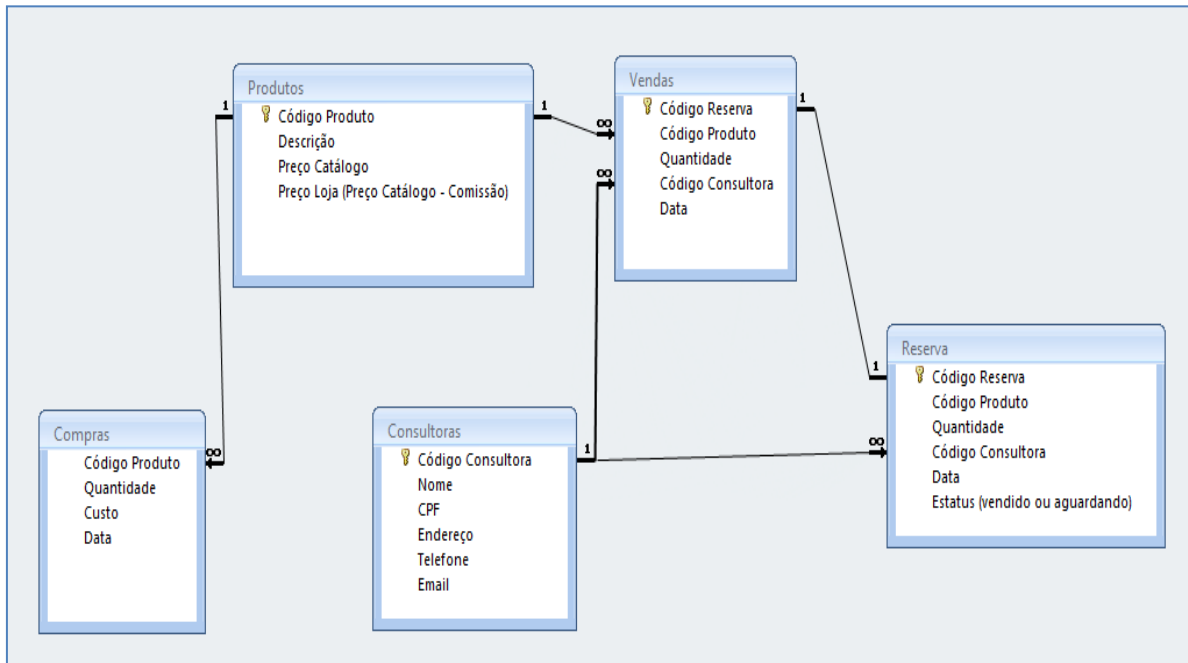 Produtos
Código Produto
Descrição
Preço Catálogo
Preço Loja (Preço Catálogo - Comissão)
1
1
Vendas
Código Reserva
Código Produto
Quantidade
Código Consultora
Data
∞
∞
1
Compras
Código Produto
Quantidade
Custo
Data
∞
Consultoras
Código Consultora
Nome
CPF
Endereço
Telefone
Email
1
Reserva
Código Reserva
Código Produto
Quantidade
Código Consultora
Data
Estatus (vendido ou aguardando)
1
∞